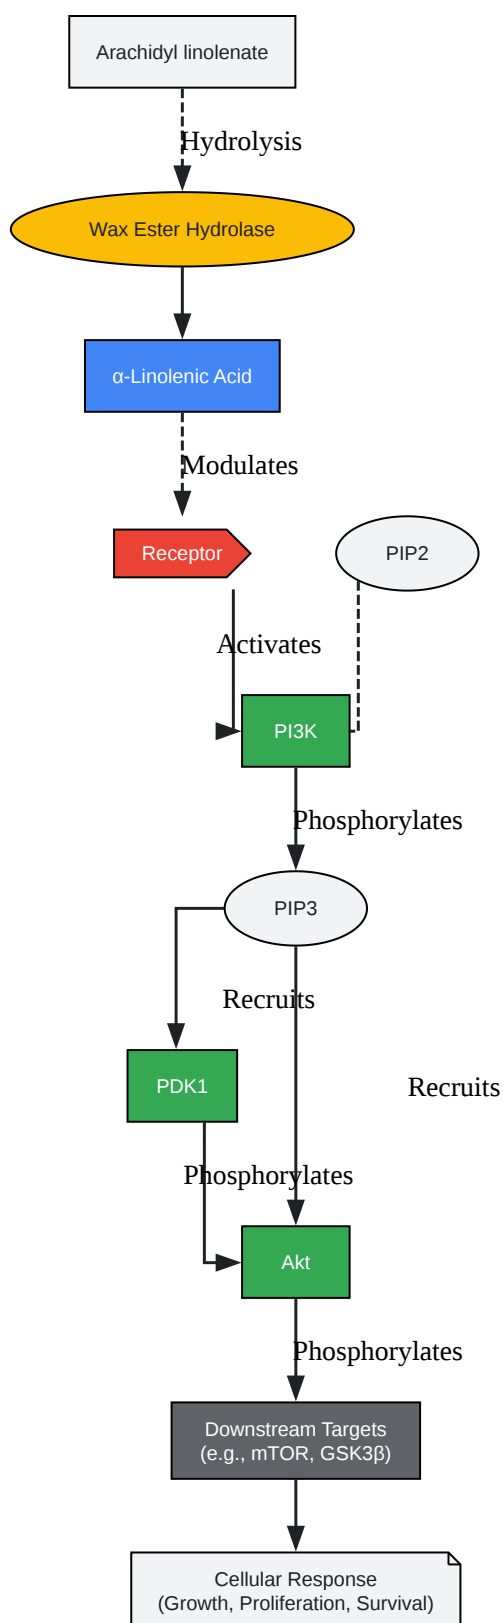 Arachidyl linolenate
Hydrolysis
Wax Ester Hydrolase
α-Linolenic Acid
Modulates
Receptor
PIP2
Activates
PI3K
Phosphorylates
PIP3
Recruits
PDK1
Recruits
Phosphorylates
Akt
Phosphorylates
Downstream Targets
(e.g., mTOR, GSK3β)
Cellular Response
(Growth, Proliferation, Survival)